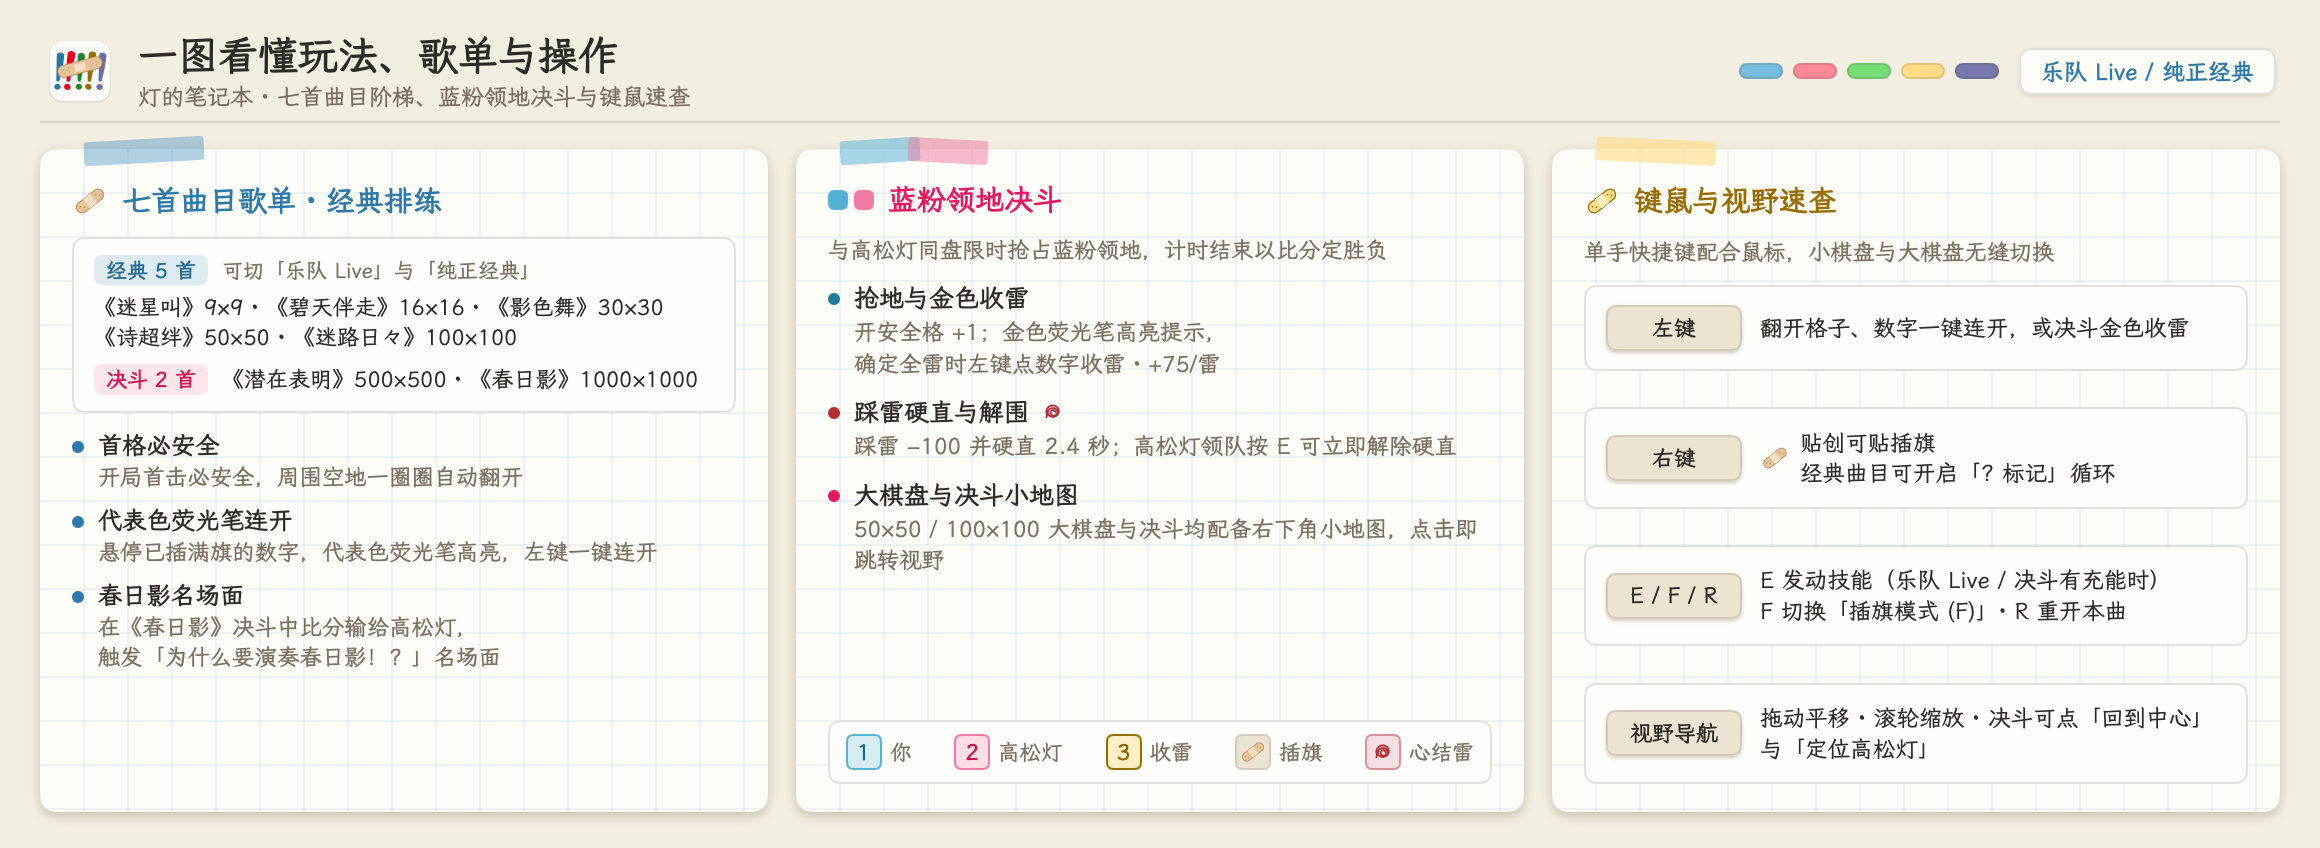 一图看懂玩法、歌单与操作
灯的笔记本·七首曲目阶梯、蓝粉领地决斗与键鼠速查
乐队 Live / 纯正经典
七首曲目歌单·经典排练
经典 5 首 可切「乐队 Live」与「纯正经典」
《迷星叫》9×9·《碧天伴走》16×16·《影色舞》30×30
《诗超绊》50×50·《迷路日々》100×100
决斗 2 首 《潜在表明》500×500·《春日影》1000×1000
首格必安全
开局首击必安全，周围空地一圈圈自动翻开
代表色荧光笔连开
悬停已插满旗的数字，代表色荧光笔高亮，左键一键连开
春日影名场面
在《春日影》决斗中比分输给高松灯，
触发「为什么要演奏春日影！？」名场面
蓝粉领地决斗
与高松灯同盘限时抢占蓝粉领地，计时结束以比分定胜负
抢地与金色收雷
开安全格 +1；金色荧光笔高亮提示，
确定全雷时左键点数字收雷·+75/雷
踩雷硬直与解围
踩雷 −100 并硬直 2.4 秒；高松灯领队按 E 可立即解除硬直
大棋盘与决斗小地图
50×50 / 100×100 大棋盘与决斗均配备右下角小地图，点击即
跳转视野
1 你 2 高松灯 3 收雷 插旗 心结雷
键鼠与视野速查
单手快捷键配合鼠标，小棋盘与大棋盘无缝切换
左键 翻开格子、数字一键连开，或决斗金色收雷
右键 贴创可贴插旗
经典曲目可开启「? 标记」循环
E / F / R E 发动技能（乐队 Live / 决斗有充能时）
F 切换「插旗模式 (F)」·R 重开本曲
视野导航 拖动平移·滚轮缩放·决斗可点「回到中心」
与「定位高松灯」